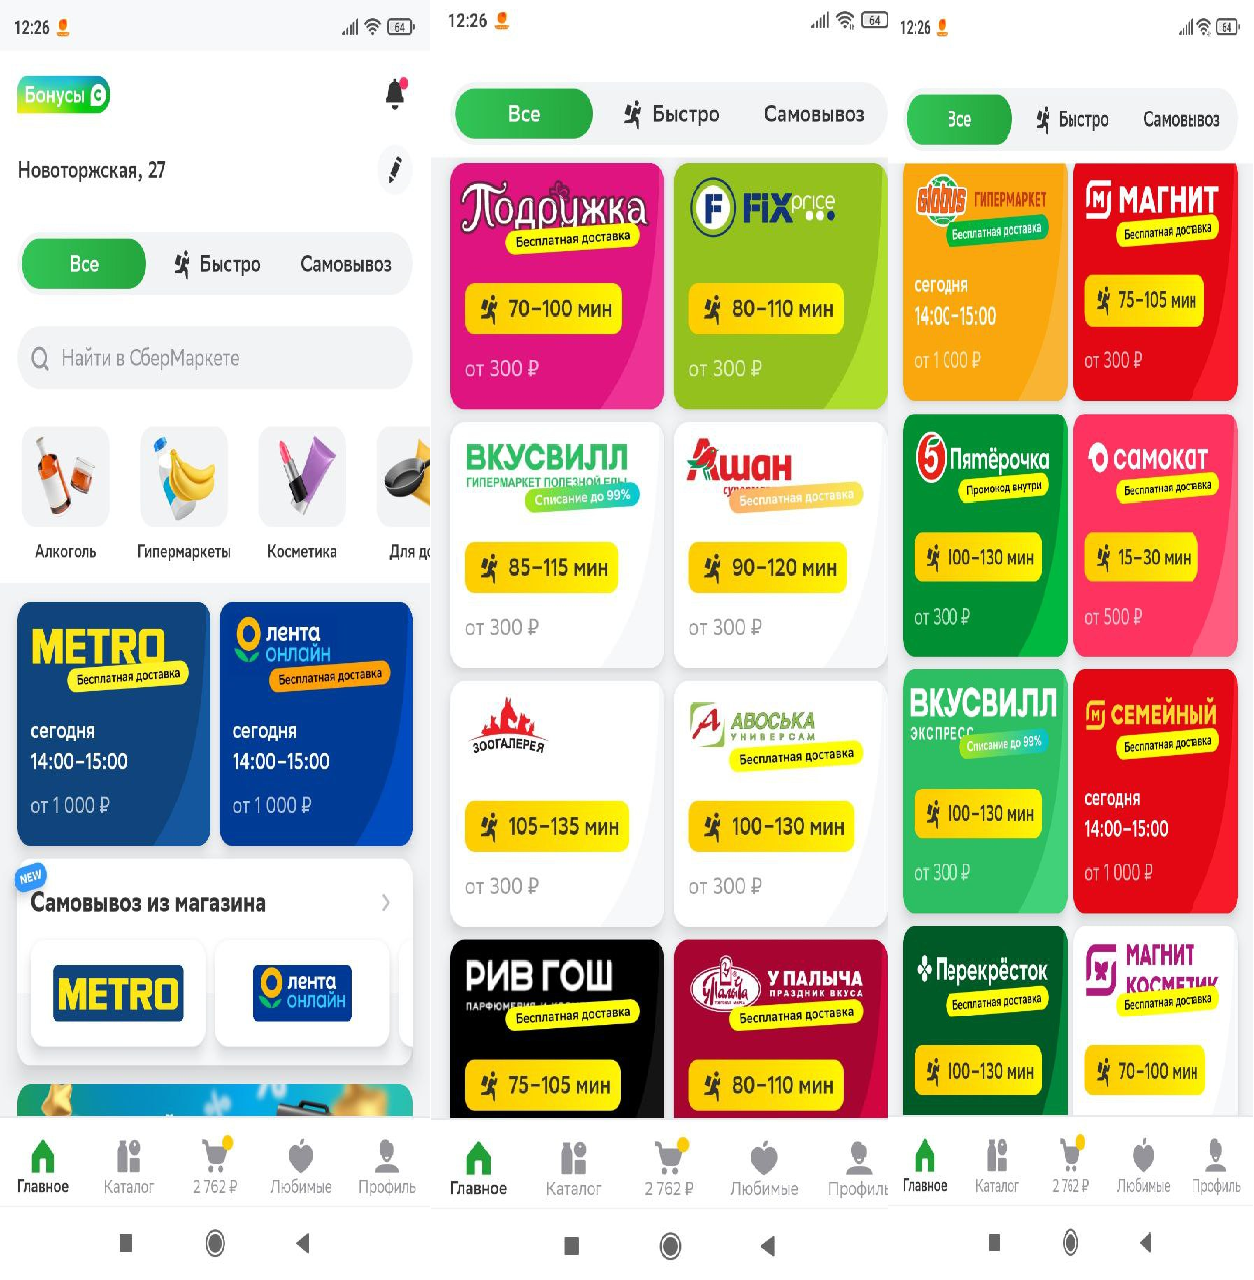 12:26
64
Бонусы
Новоторжская, 27
Все
Быстро
Самовывоз
Найти в СберМаркете
Алкоголь
Гипермаркеты
Косметика
Для до
METRO
Бесплатная доставка
сегодня
14:00–15:00
от 1 000 ₽
лента
онлайн
Бесплатная доставка
сегодня
14:00–15:00
от 1 000 ₽
NEW
Самовывоз из магазина
METRO
лента
онлайн
%
Главное
Каталог
2 762 ₽
Любимые
Профиль
12:26
64
Все
Быстро
Самовывоз
Подружка
Бесплатная доставка
70–100 мин
от 300 ₽
F FIX price
80–110 мин
от 300 ₽
ВКУСВИЛЛ
ГИПЕРМАРКЕТ ПОЛЕЗНОЙ ЕДЫ
Списание до 99%
85–115 мин
от 300 ₽
Ашан
Бесплатная доставка
90–120 мин
от 300 ₽
ЗООГАЛЕРЕЯ
105–135 мин
от 300 ₽
А АВОСЬКА
УНИВЕРСАМ
Бесплатная доставка
100–130 мин
от 300 ₽
РИВ ГОШ
Бесплатная доставка
75–105 мин
У Палыча
У ПАЛЫЧА
ПРАЗДНИК ВКУСА
Бесплатная доставка
80–110 мин
Главное
Каталог
2 762 ₽
Любимые
Профиль
12:26
64
Все
Быстро
Самовывоз
GLOBUS ГИПЕРМАРКЕТ
Бесплатная доставка
сегодня
14:00–15:00
от 1 000 ₽
М МАГНИТ
Бесплатная доставка
75–105 мин
от 300 ₽
5 Пятёрочка
Промокод внутри
100–130 мин
от 300 ₽
самокат
Бесплатная доставка
15–30 мин
от 500 ₽
ВКУСВИЛЛ
ЭКСПРЕСС
Списание до 99%
100–130 мин
от 300 ₽
М СЕМЕЙНЫЙ
Бесплатная доставка
сегодня
14:00–15:00
от 1 000 ₽
Перекрёсток
Бесплатная доставка
100–130 мин
МАГНИТ
КОСМЕТИК
Бесплатная доставка
70–100 мин
Главное
Каталог
2 762 ₽
Любимые
Профиль